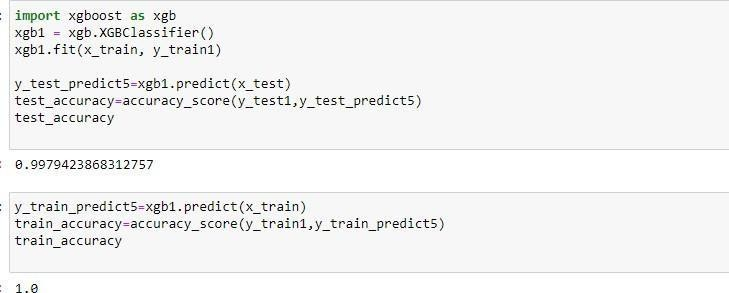 import xgboost as xgb
xgb1 = xgb.XGBClassifier()
xgb1.fit(x_train, y_train1)
y_test_predict5=xgb1.predict(x_test)
test_accuracy=accuracy_score(y_test1,y_test_predict5)
test_accuracy
0.9979423868312757
y_train_predict5=xgb1.predict(x_train)
train_accuracy=accuracy_score(y_train1,y_train_predict5)
train_accuracy
1.0